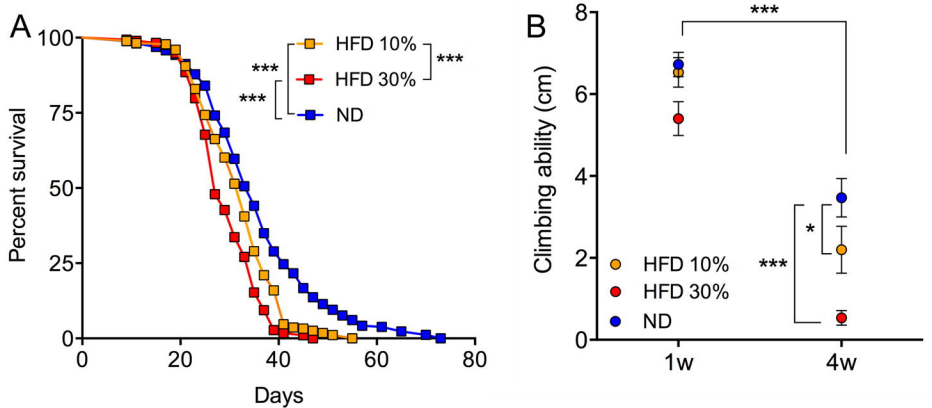 A
Percent survival
100
75
50
25
0
0 20 40 60 80
Days
HFD 10%
HFD 30%
ND
***
***
***
B
Climbing ability (cm)
8
6
4
2
0
1w 4w
***
*
***
HFD 10%
HFD 30%
ND